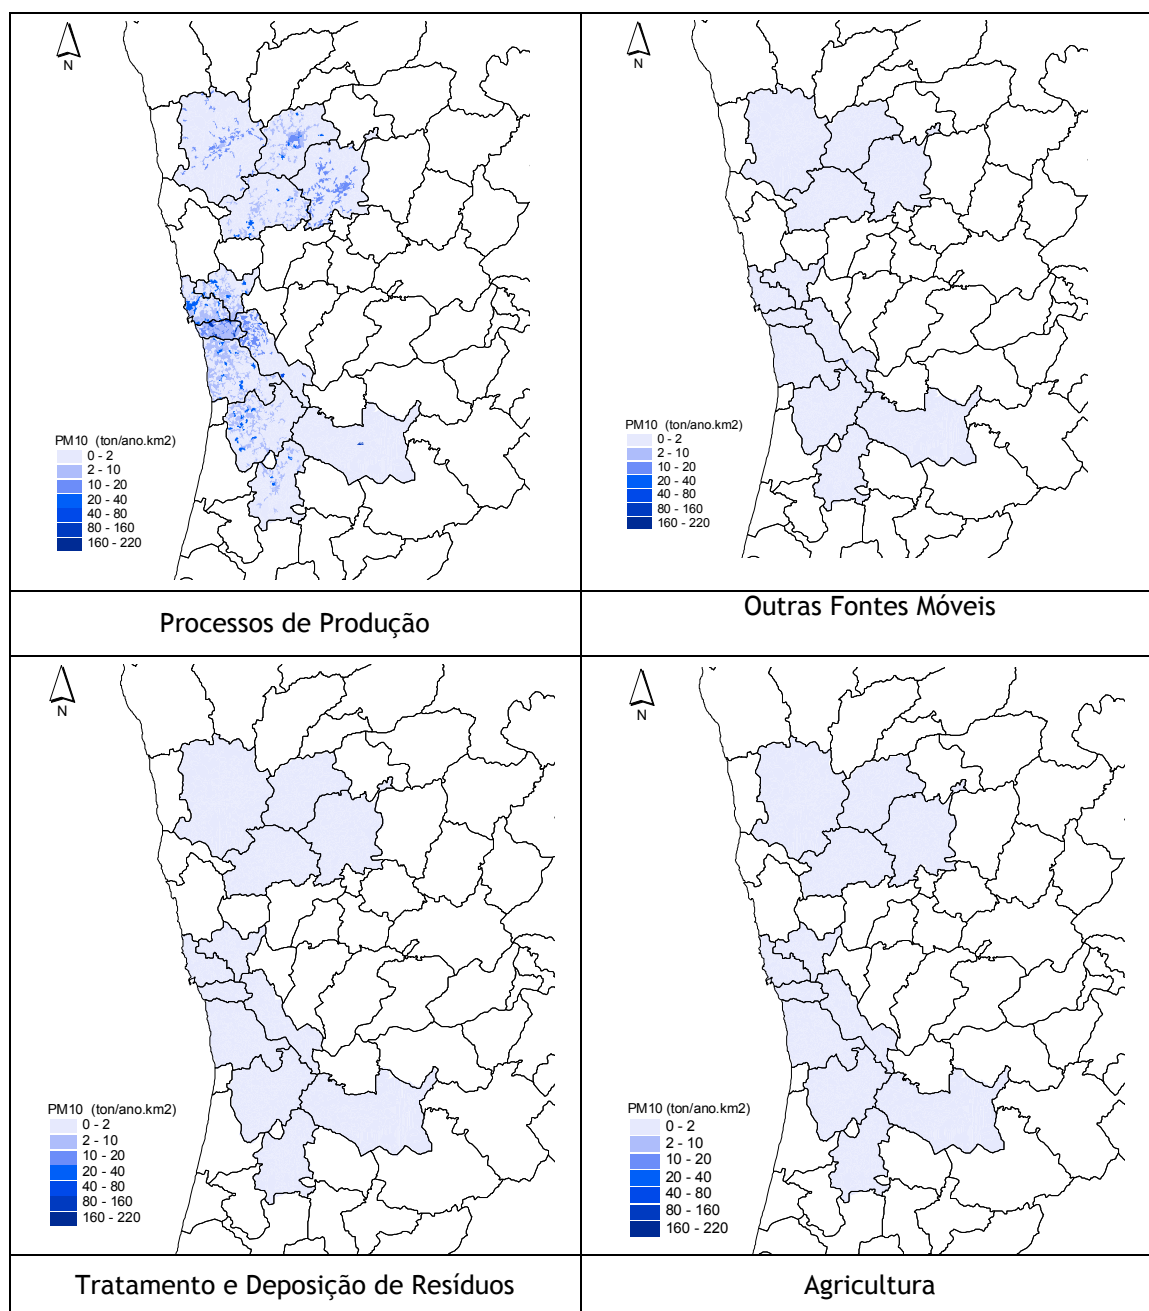 N
PM10 (ton/ano.km2)
0 - 2
2 - 10
10 - 20
20 - 40
40 - 80
80 - 160
160 - 220
N
PM10 (ton/ano.km2)
0 - 2
2 - 10
10 - 20
20 - 40
40 - 80
80 - 160
160 - 220
Processos de Produção
Outras Fontes Móveis
N
PM10 (ton/ano.km2)
0 - 2
2 - 10
10 - 20
20 - 40
40 - 80
80 - 160
160 - 220
N
PM10 (ton/ano.km2)
0 - 2
2 - 10
10 - 20
20 - 40
40 - 80
80 - 160
160 - 220
Tratamento e Deposição de Resíduos
Agricultura